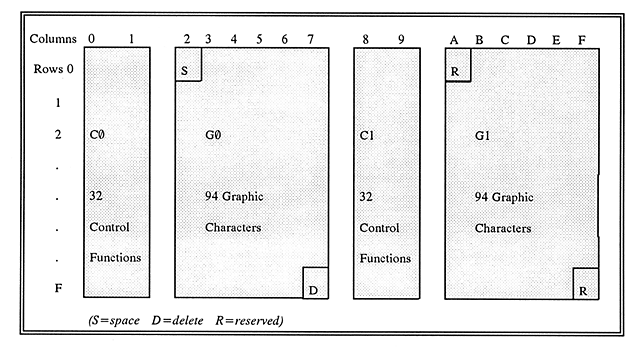 Columns 0 1 2 3 4 5 6 7 8 9 A B C D E F
Rows 0 S R
1
2 C0 G0 C1 G1
.
. 32 94 Graphic 32 94 Graphic
. Control Characters Control Characters
. Functions Functions
F D R
(S=space D=delete R=reserved)